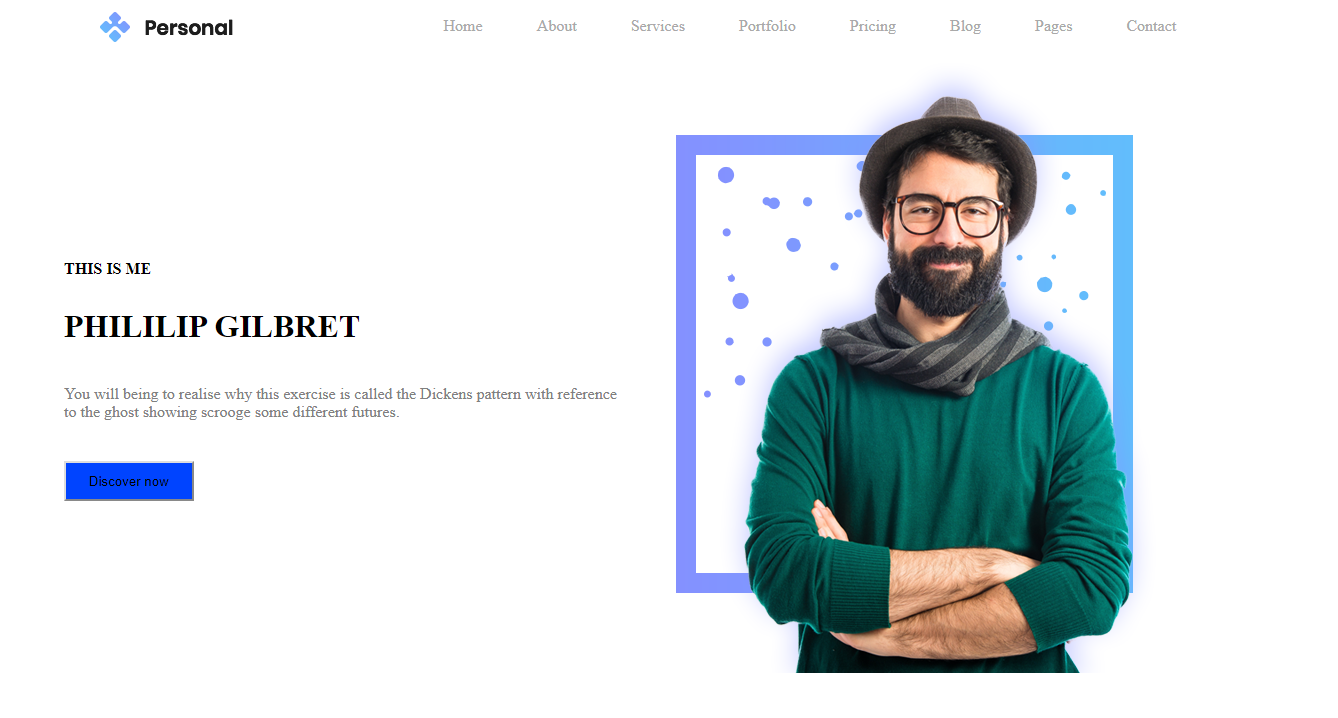 Personal
Home About Services Portfolio Pricing Blog Pages Contact
THIS IS ME
PHILILIP GILBRET
You will being to realise why this exercise is called the Dickens pattern with reference
to the ghost showing scrooge some different futures.
Discover now